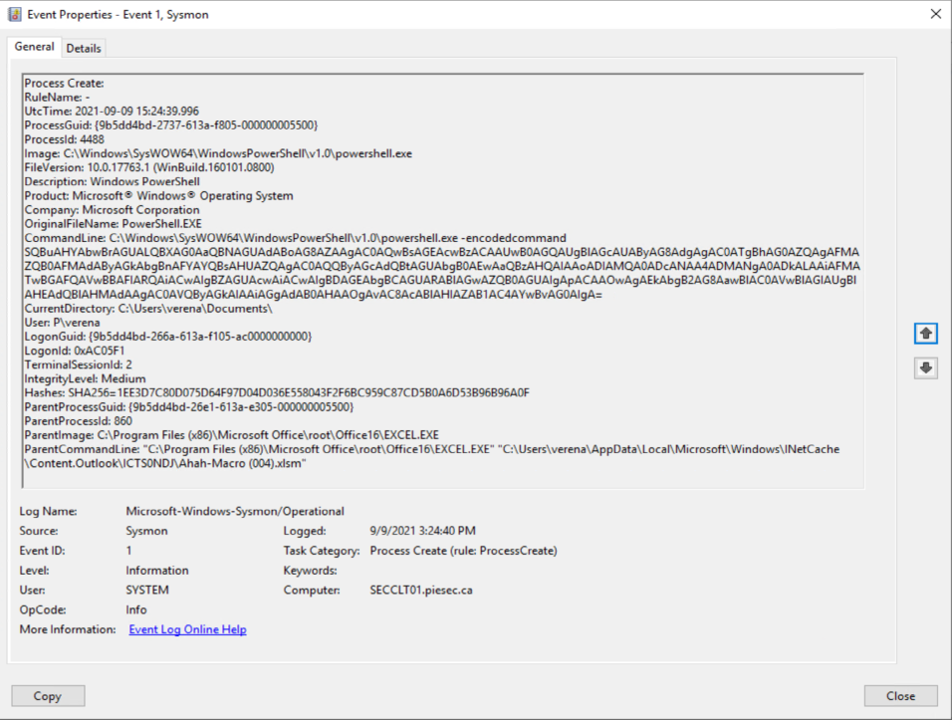 Event Properties - Event 1, Sysmon
General
Details
Process Create:
RuleName: -
UtcTime: 2021-09-09 15:24:39.996
ProcessGuid: {9b5dd4bd-2737-613a-f805-000000005500}
ProcessId: 4488
Image: C:\Windows\SysWOW64\WindowsPowerShell\v1.0\powershell.exe
FileVersion: 10.0.17763.1 (WinBuild.160101.0800)
Description: Windows PowerShell
Product: Microsoft® Windows® Operating System
Company: Microsoft Corporation
OriginalFileName: PowerShell.EXE
CommandLine: C:\Windows\SysWOW64\WindowsPowerShell\v1.0\powershell.exe -encodedcommand
CurrentDirectory: C:\Users\verena\Documents\
User: P\verena
LogonGuid: {9b5dd4bd-266a-613a-f105-ac0000000000}
LogonId: 0xAC05F1
TerminalSessionId: 2
IntegrityLevel: Medium
Hashes: SHA256=1EE3D7C80D075D64F97D04D036E558043F2F6BC959C87CD5B0A6D53B96B96A0F
ParentProcessGuid: {9b5dd4bd-26e1-613a-e305-000000005500}
ParentProcessId: 860
ParentImage: C:\Program Files (x86)\Microsoft Office\root\Office16\EXCEL.EXE
ParentCommandLine: "C:\Program Files (x86)\Microsoft Office\root\Office16\EXCEL.EXE" "C:\Users\verena\AppData\Local\Microsoft\Windows\INetCache
\Content.Outlook\ICTS0NDJ\Ahah-Macro (004).xlsm"
Log Name: Microsoft-Windows-Sysmon/Operational
Source: Sysmon Logged: 9/9/2021 3:24:40 PM
Event ID: 1 Task Category: Process Create (rule: ProcessCreate)
Level: Information Keywords:
User: SYSTEM Computer: SECCLT01.piesec.ca
OpCode: Info
More Information: Event Log Online Help
Copy
Close